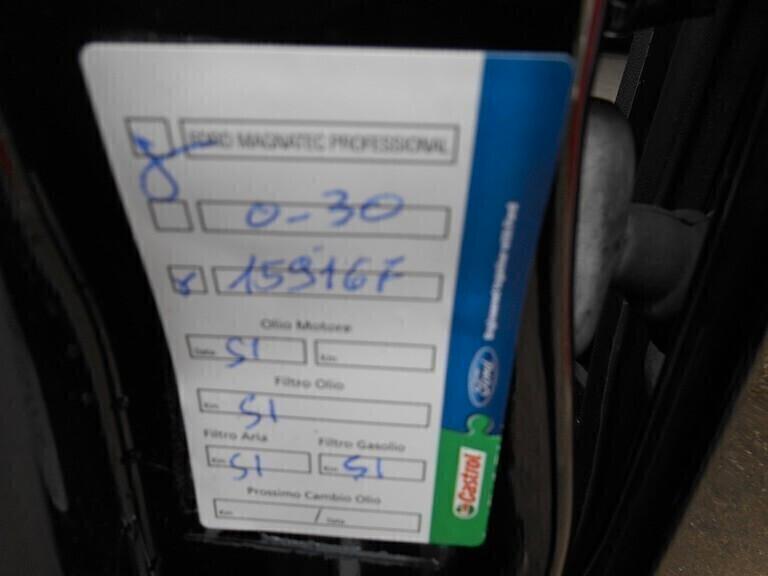 FORD MAGNATEC PROFESSIONAL
0-30
159167
Olio Motore
Data SI Km
Filtro Olio
Km SI
Filtro Aria Filtro Gasolio
Km SI Km SI
Prossimo Cambio Olio
Km / Data
Ford
Castrol